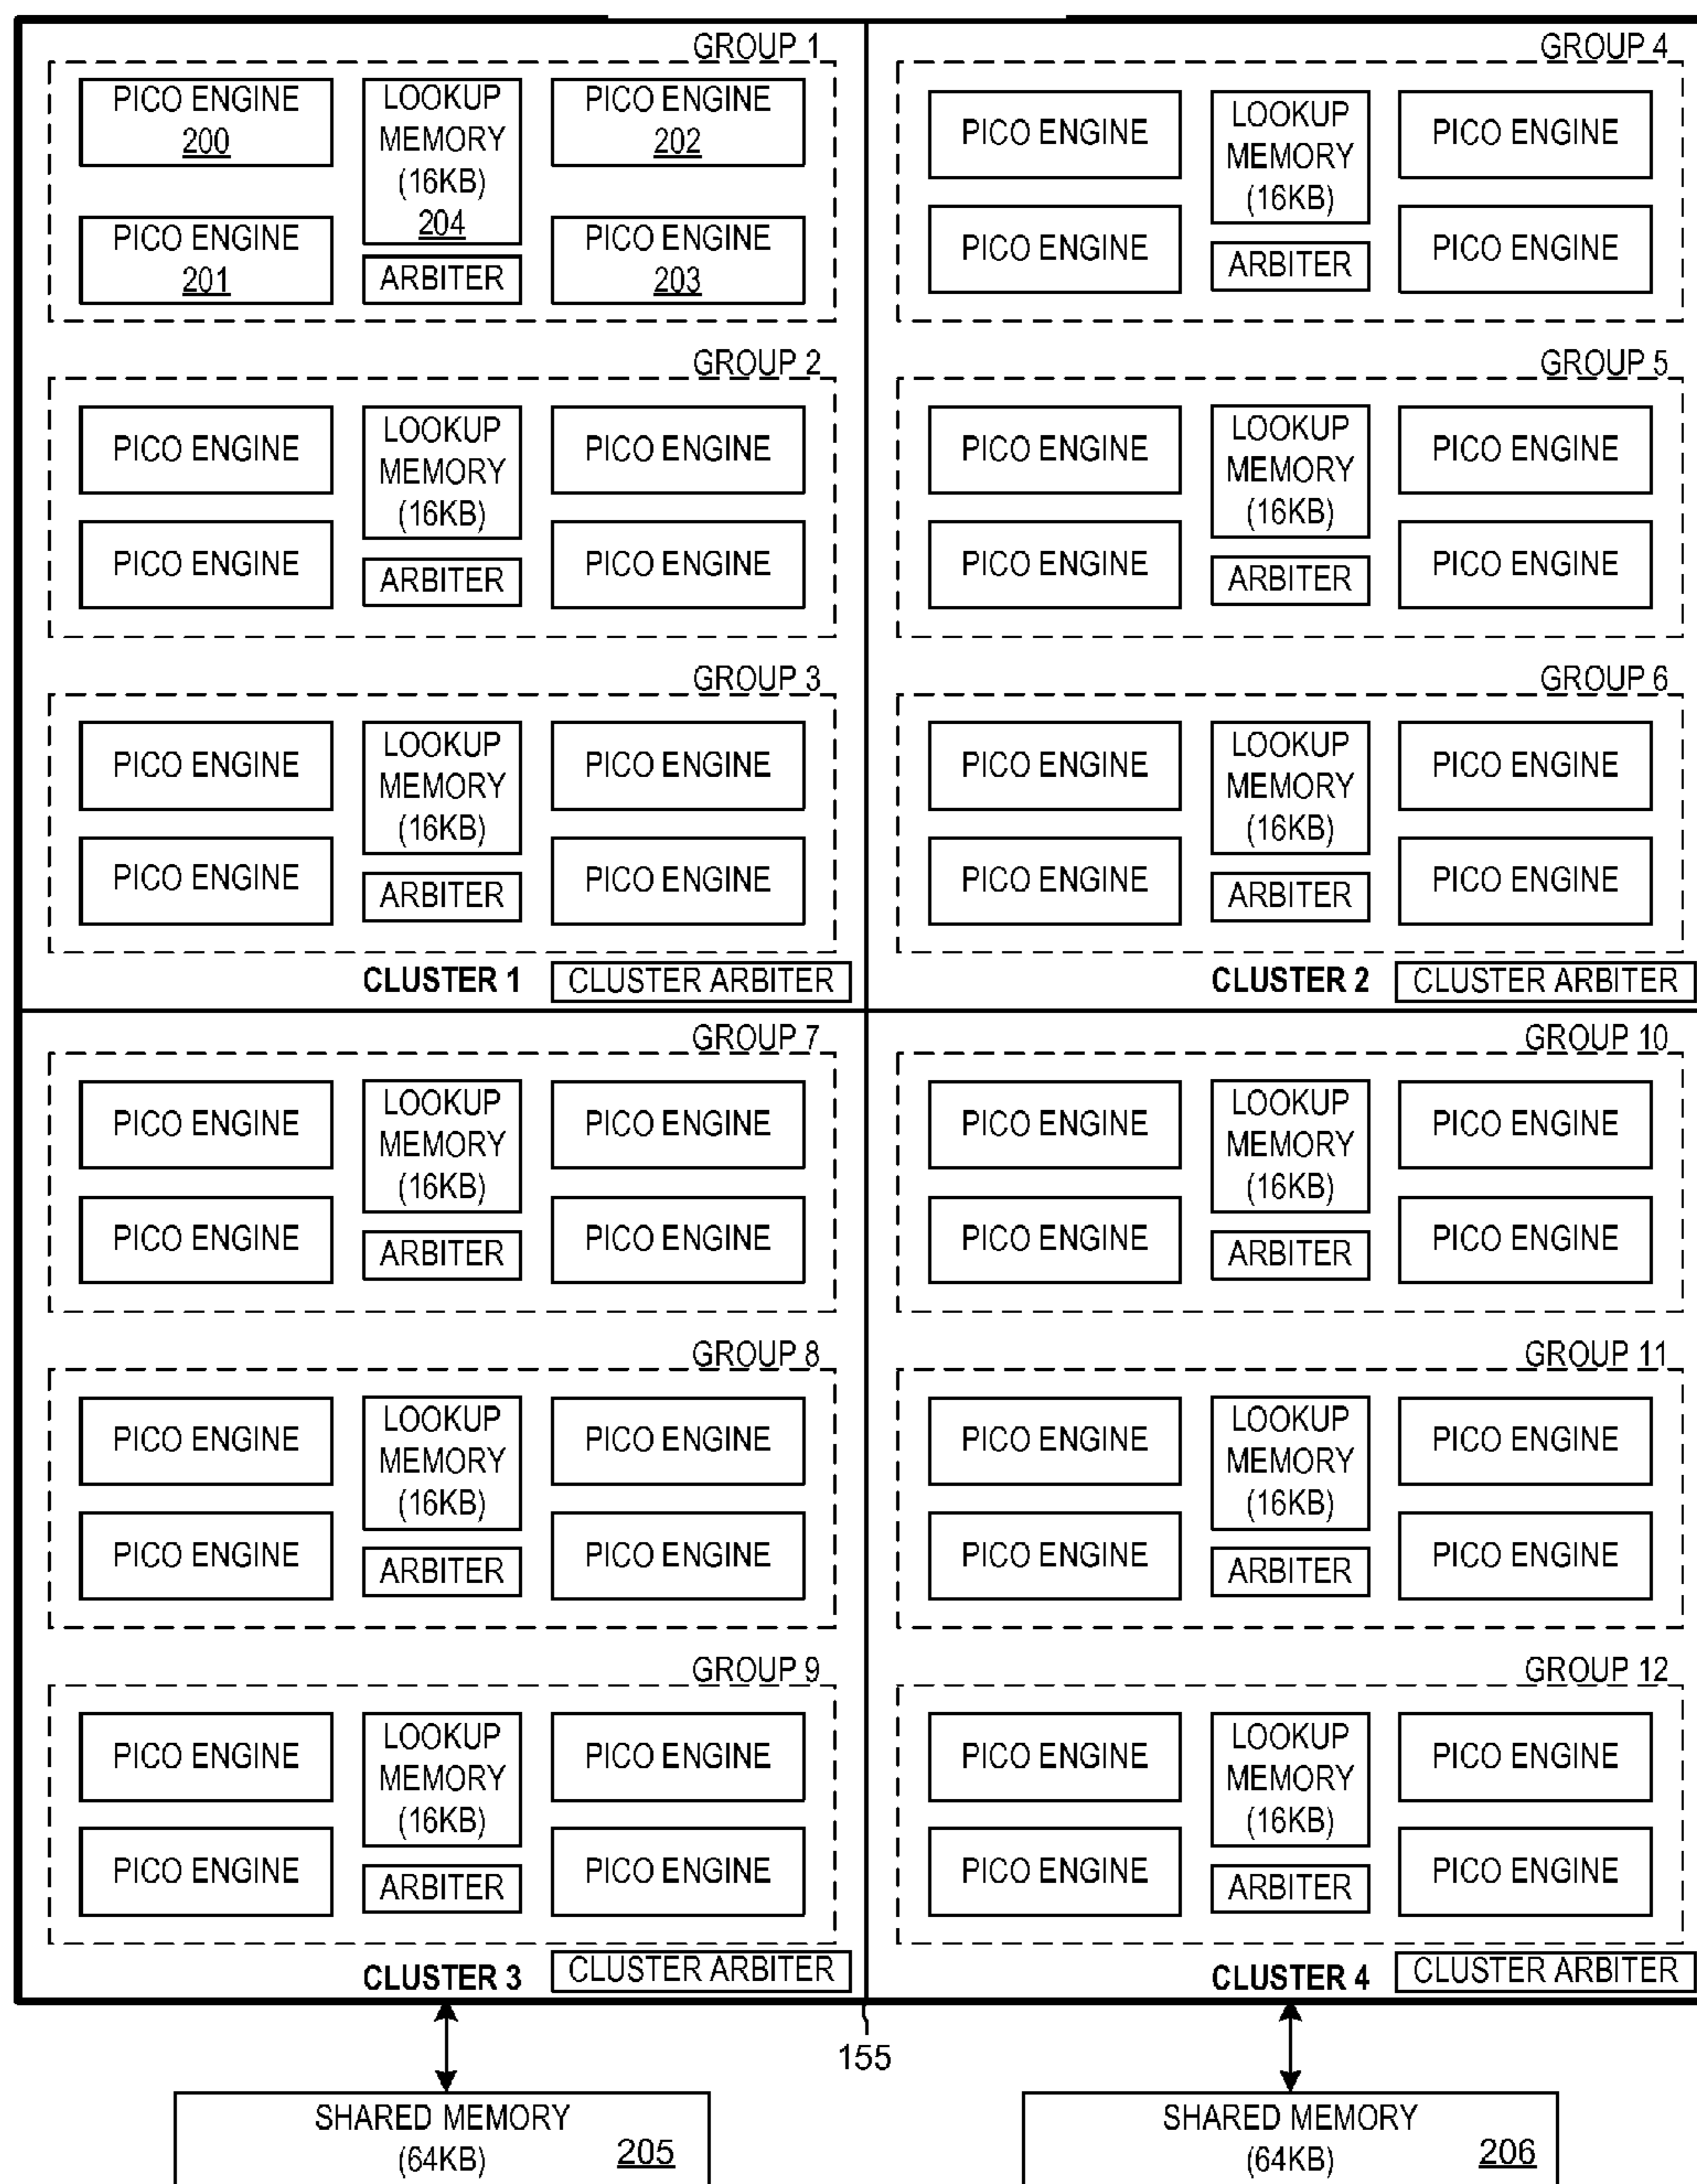 GROUP 1
PICO ENGINE
200
LOOKUP
MEMORY
(16KB)
204
PICO ENGINE
202
PICO ENGINE
201
ARBITER
PICO ENGINE
203
GROUP 2
PICO ENGINE
LOOKUP
MEMORY
(16KB)
PICO ENGINE
PICO ENGINE
ARBITER
PICO ENGINE
GROUP 3
PICO ENGINE
LOOKUP
MEMORY
(16KB)
PICO ENGINE
PICO ENGINE
ARBITER
PICO ENGINE
CLUSTER 1
CLUSTER ARBITER
GROUP 4
PICO ENGINE
LOOKUP
MEMORY
(16KB)
PICO ENGINE
PICO ENGINE
ARBITER
PICO ENGINE
GROUP 5
PICO ENGINE
LOOKUP
MEMORY
(16KB)
PICO ENGINE
PICO ENGINE
ARBITER
PICO ENGINE
GROUP 6
PICO ENGINE
LOOKUP
MEMORY
(16KB)
PICO ENGINE
PICO ENGINE
ARBITER
PICO ENGINE
CLUSTER 2
CLUSTER ARBITER
GROUP 7
PICO ENGINE
LOOKUP
MEMORY
(16KB)
PICO ENGINE
PICO ENGINE
ARBITER
PICO ENGINE
GROUP 8
PICO ENGINE
LOOKUP
MEMORY
(16KB)
PICO ENGINE
PICO ENGINE
ARBITER
PICO ENGINE
GROUP 9
PICO ENGINE
LOOKUP
MEMORY
(16KB)
PICO ENGINE
PICO ENGINE
ARBITER
PICO ENGINE
CLUSTER 3
CLUSTER ARBITER
GROUP 10
PICO ENGINE
LOOKUP
MEMORY
(16KB)
PICO ENGINE
PICO ENGINE
ARBITER
PICO ENGINE
GROUP 11
PICO ENGINE
LOOKUP
MEMORY
(16KB)
PICO ENGINE
PICO ENGINE
ARBITER
PICO ENGINE
GROUP 12
PICO ENGINE
LOOKUP
MEMORY
(16KB)
PICO ENGINE
PICO ENGINE
ARBITER
PICO ENGINE
CLUSTER 4
CLUSTER ARBITER
155
SHARED MEMORY
(64KB)
205
SHARED MEMORY
(64KB)
206